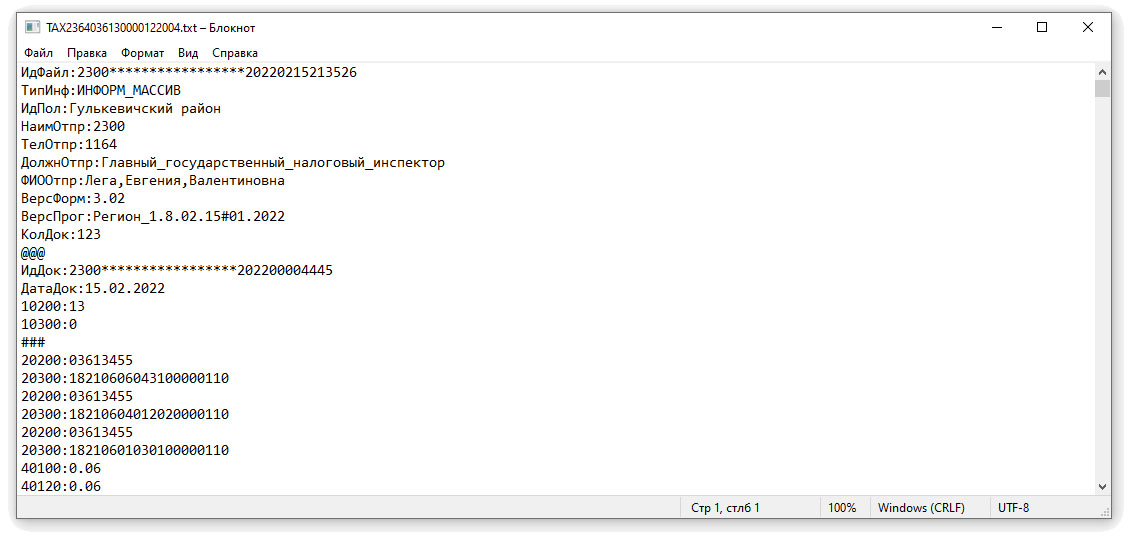 TAX2364036130000122004.txt – Блокнот
Файл Правка Формат Вид Справка
ИдФайл:2300*****************20220215213526
ТипИнф:ИНФОРМ_МАССИВ
ИдПол:Гулькевичский район
НаимОтпр:2300
ТелОтпр:1164
ДолжнОтпр:Главный_государственный_налоговый_инспектор
ФИООтпр:Лега,Евгения,Валентиновна
ВерсФорм:3.02
ВерсПрог:Регион_1.8.02.15#01.2022
КолДок:123
@@@
ИдДок:2300*****************202200004445
ДатаДок:15.02.2022
10200:13
10300:0
###
20200:03613455
20300:18210606043100000110
20200:03613455
20300:18210604012020000110
20200:03613455
20300:18210601030100000110
40100:0.06
40120:0.06
Стр 1, стлб 1 100% Windows (CRLF) UTF-8